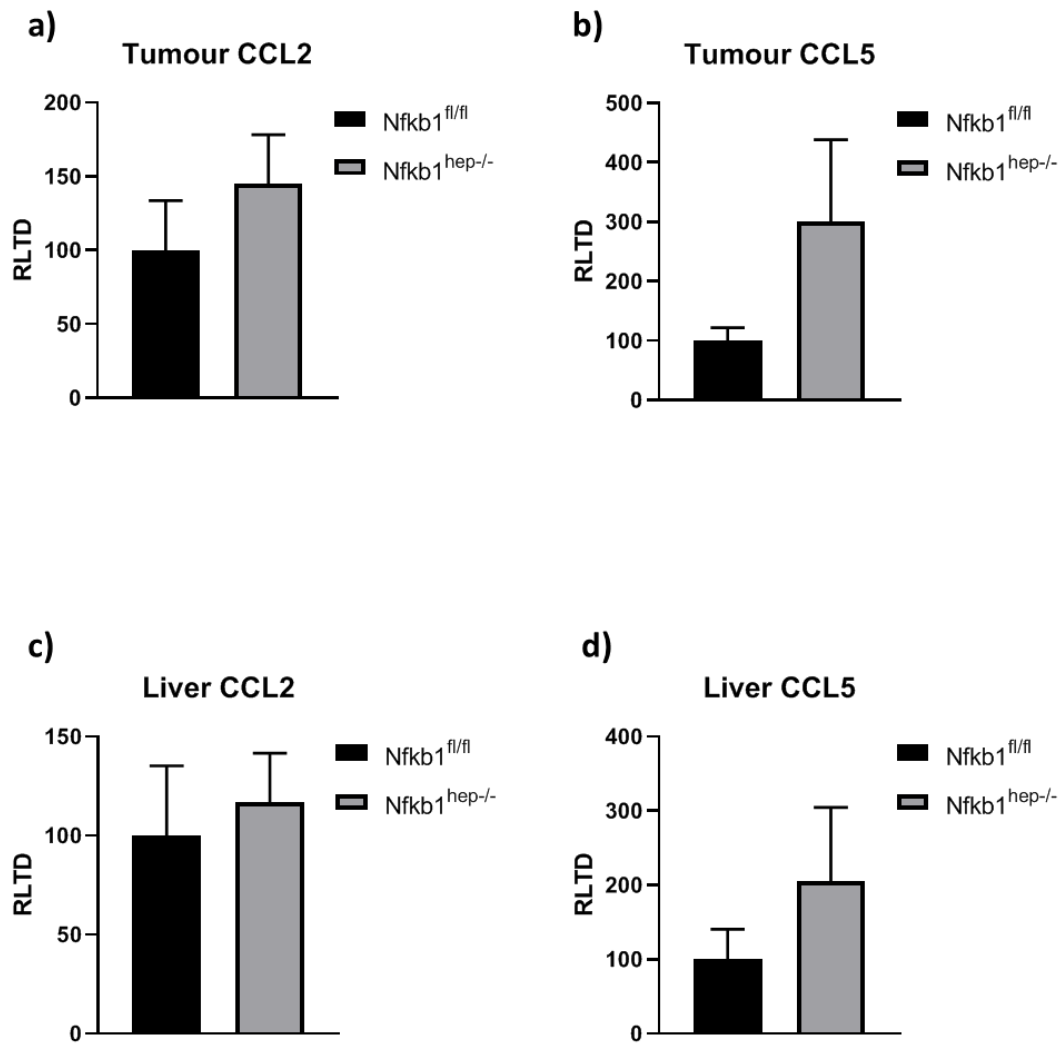 a)
Tumour CCL2
200
150
100
50
0
RLTD
Nfkb1fl/fl
Nfkb1hep-/-
b)
Tumour CCL5
500
400
300
200
100
0
RLTD
Nfkb1fl/fl
Nfkb1hep-/-
c)
Liver CCL2
150
100
50
0
RLTD
Nfkb1fl/fl
Nfkb1hep-/-
d)
Liver CCL5
400
300
200
100
0
RLTD
Nfkb1fl/fl
Nfkb1hep-/-